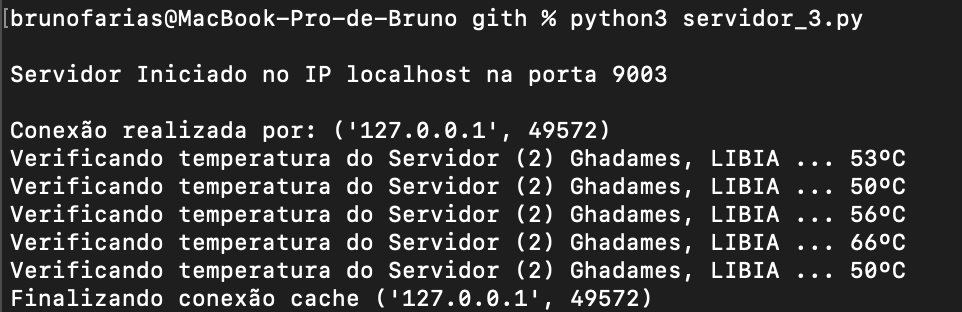 [brunofarias@MacBook-Pro-de-Bruno gith % python3 servidor_3.py
Servidor Iniciado no IP localhost na porta 9003
Conexão realizada por: ('127.0.0.1', 49572)
Verificando temperatura do Servidor (2) Ghadames, LIBIA ... 53ºC
Verificando temperatura do Servidor (2) Ghadames, LIBIA ... 50ºC
Verificando temperatura do Servidor (2) Ghadames, LIBIA ... 56ºC
Verificando temperatura do Servidor (2) Ghadames, LIBIA ... 66ºC
Verificando temperatura do Servidor (2) Ghadames, LIBIA ... 50ºC
Finalizando conexão cache ('127.0.0.1', 49572)